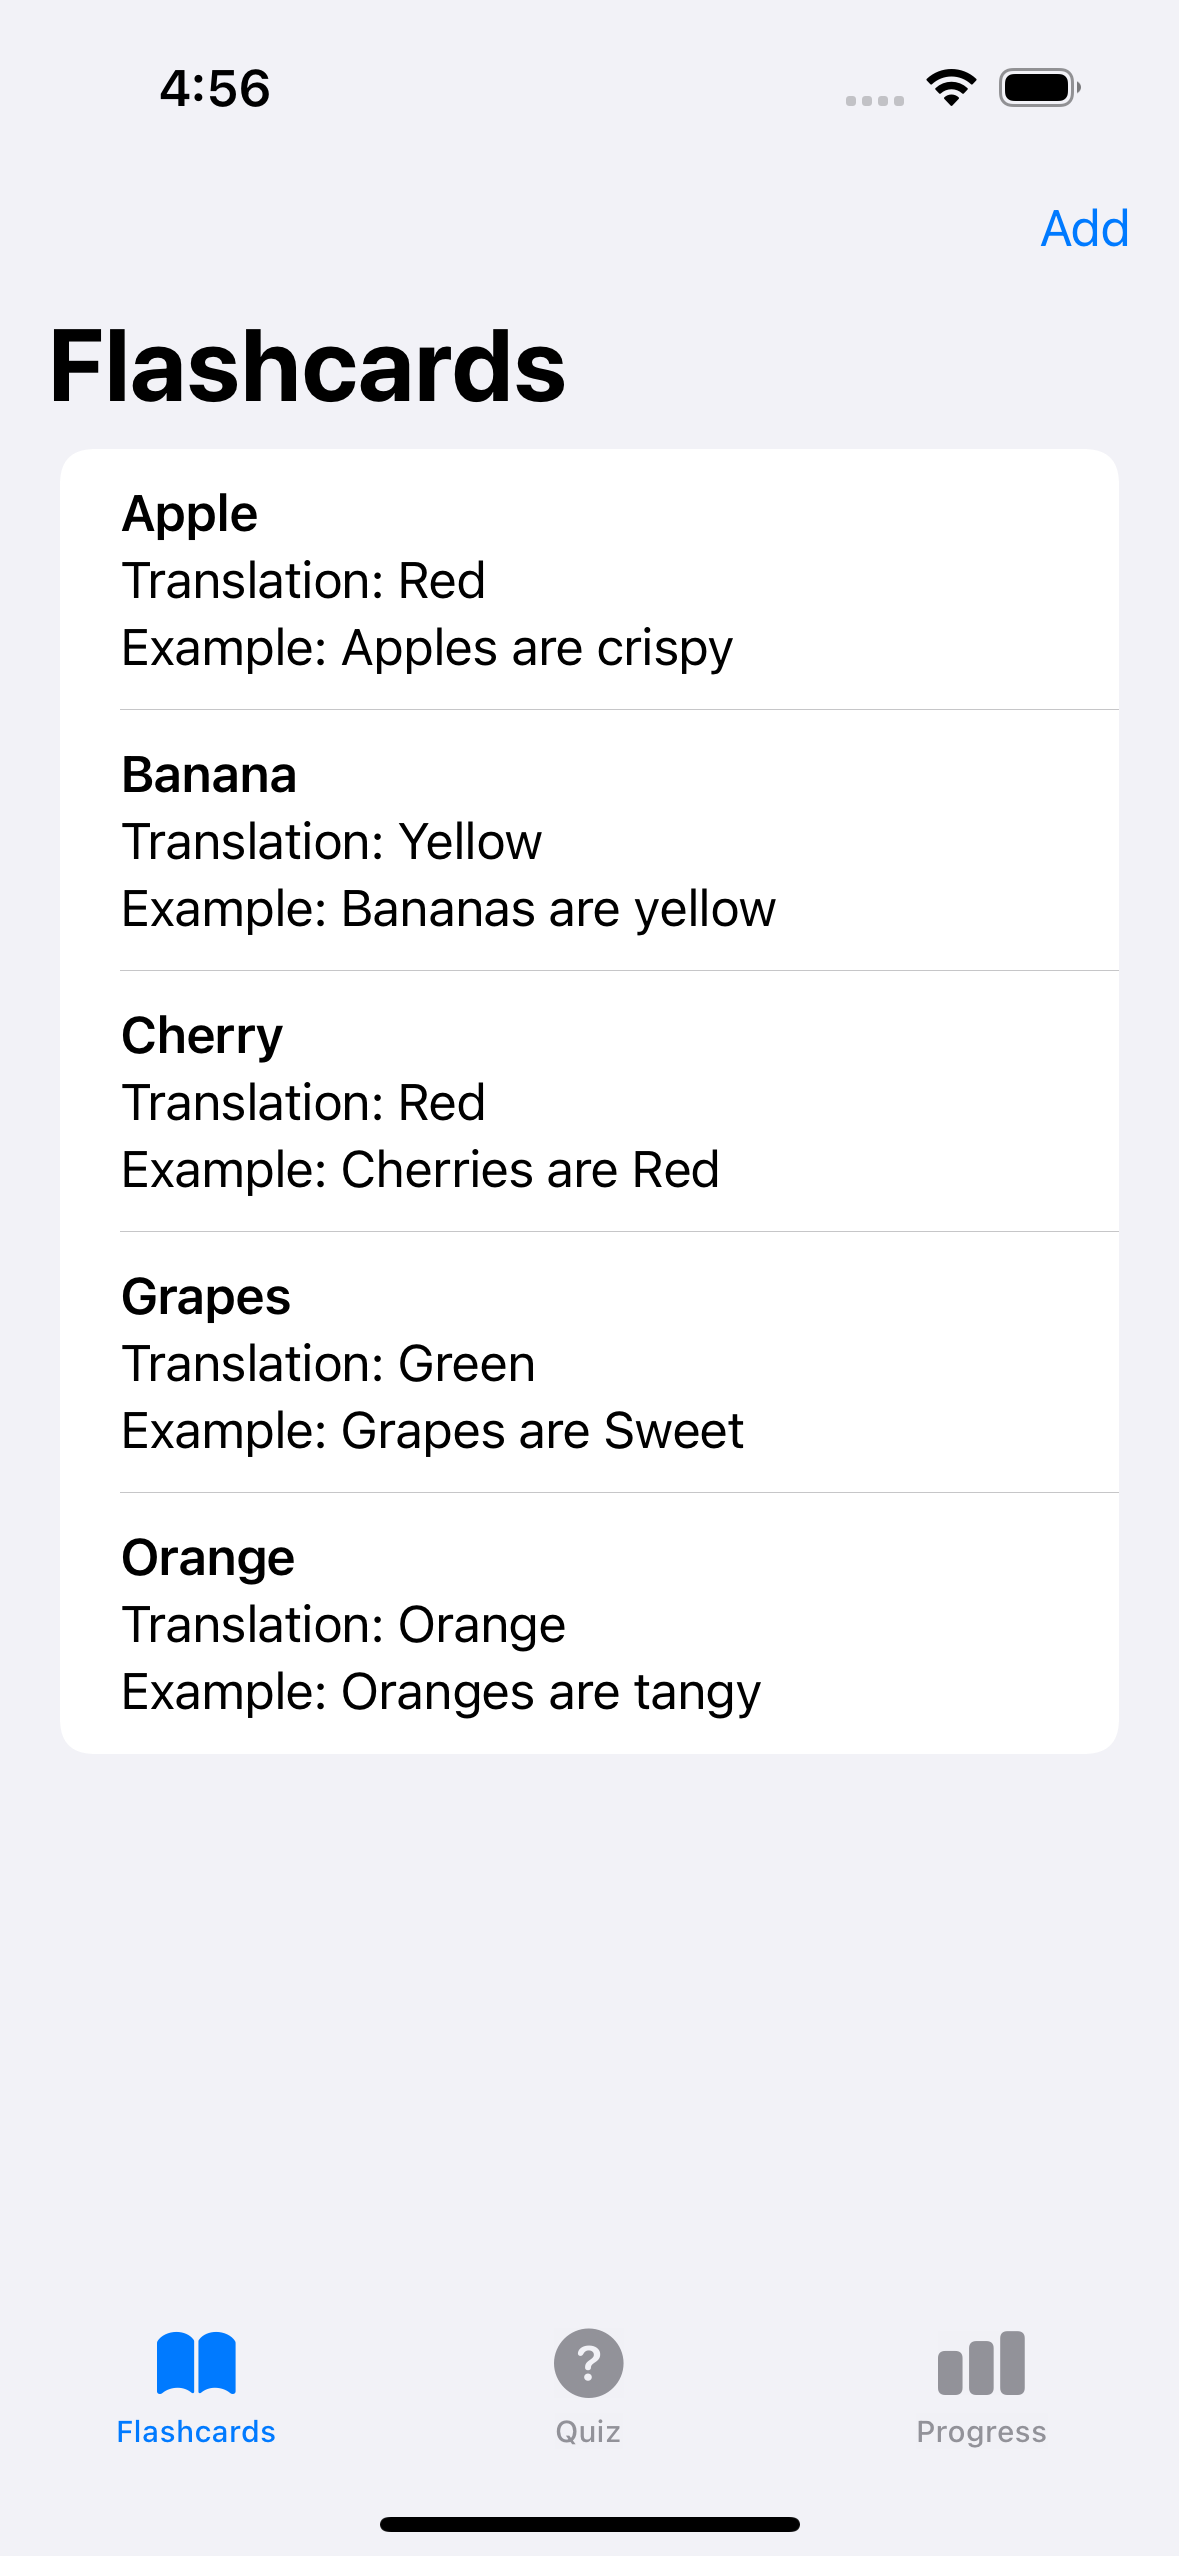 4:56
Add
Flashcards
Apple
Translation: Red
Example: Apples are crispy
Banana
Translation: Yellow
Example: Bananas are yellow
Cherry
Translation: Red
Example: Cherries are Red
Grapes
Translation: Green
Example: Grapes are Sweet
Orange
Translation: Orange
Example: Oranges are tangy
?
Flashcards
Quiz
Progress